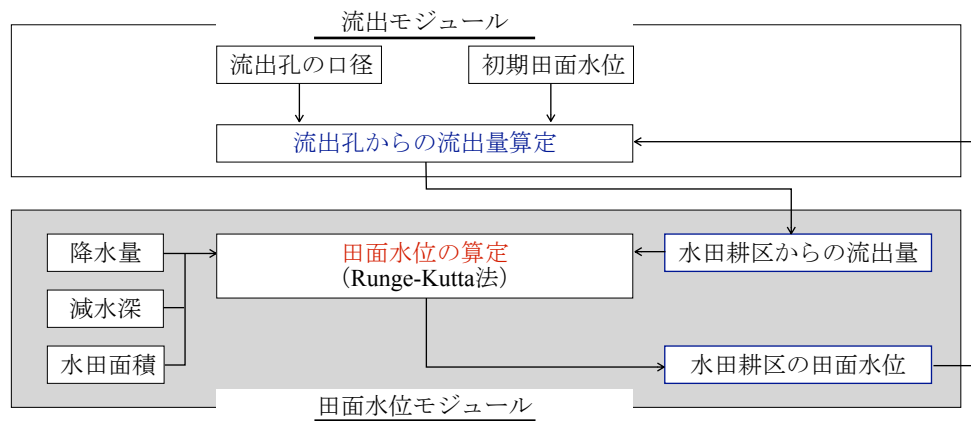 流出モジュール
流出孔の口径
初期田面水位
流出孔からの流出量算定
降水量
田面水位の算定
（Runge-Kutta法）
水田耕区からの流出量
減水深
水田面積
水田耕区の田面水位
田面水位モジュール